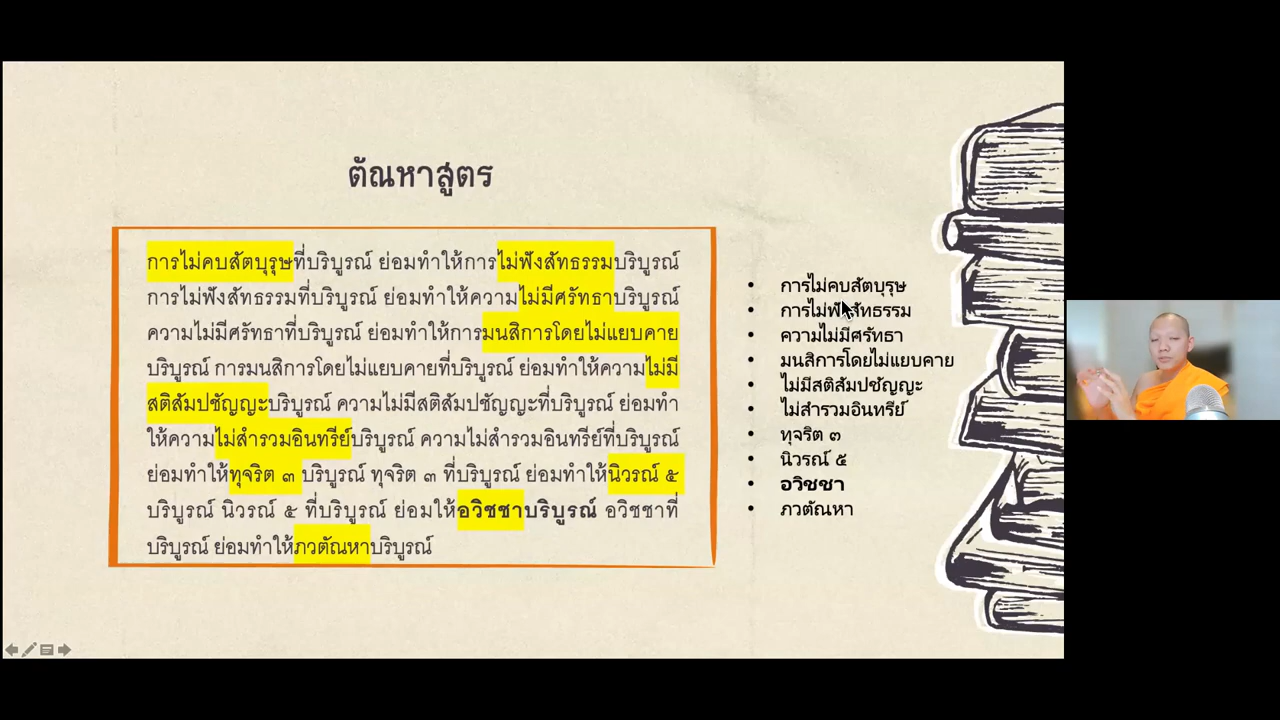 ตัณหาสูตร
การไม่คบสัตบุรุษที่บริบูรณ์ ย่อมทำให้การไม่ฟังสัทธรรมบริบูรณ์
การไม่ฟังสัทธรรมที่บริบูรณ์ ย่อมทำให้ความไม่มีศรัทธาบริบูรณ์
ความไม่มีศรัทธาที่บริบูรณ์ ย่อมทำให้การมนสิการโดยไม่แยบคาย
บริบูรณ์ การมนสิการโดยไม่แยบคายที่บริบูรณ์ ย่อมทำให้ความไม่มี
สติสัมปชัญญะบริบูรณ์ ความไม่มีสติสัมปชัญญะที่บริบูรณ์ ย่อมทำ
ให้ความไม่สำรวมอินทรีย์บริบูรณ์ ความไม่สำรวมอินทรีย์ที่บริบูรณ์
ย่อมทำให้ทุจริต ๓ บริบูรณ์ ทุจริต ๓ ที่บริบูรณ์ ย่อมทำให้นิวรณ์ ๕
บริบูรณ์ นิวรณ์ ๕ ที่บริบูรณ์ ย่อมให้อวิชชาบริบูรณ์ อวิชชาที่
บริบูรณ์ ย่อมทำให้ภวตัณหาบริบูรณ์
• การไม่คบสัตบุรุษ
• การไม่ฟังสัทธรรม
• ความไม่มีศรัทธา
• มนสิการโดยไม่แยบคาย
• ไม่มีสติสัมปชัญญะ
• ไม่สำรวมอินทรีย์
• ทุจริต ๓
• นิวรณ์ ๕
• อวิชชา
• ภวตัณหา